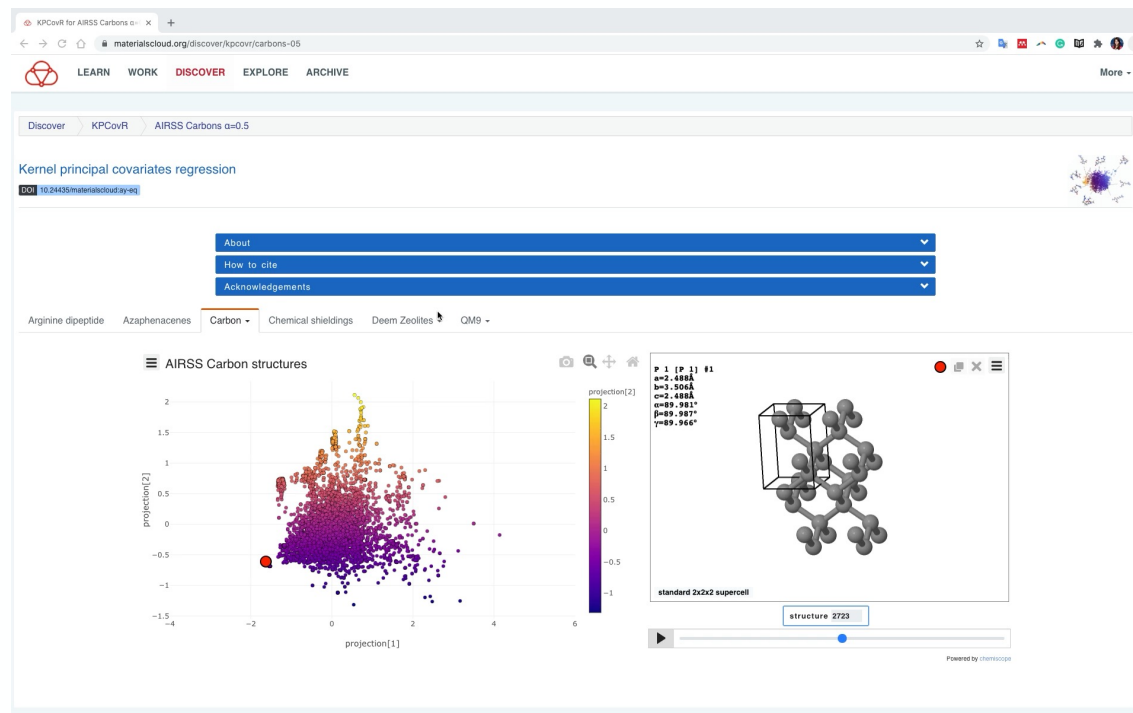 KPCovR for AIRSS Carbons α=
materialscloud.org/discover/kpcovr/carbons-05
LEARN WORK DISCOVER EXPLORE ARCHIVE More
Discover KPCovR AIRSS Carbons α=0.5
Kernel principal covariates regression
DOI 10.24435/materialscloud:ay-eq
About
How to cite
Acknowledgements
Arginine dipeptide Azaphenacenes Carbon Chemical shieldings Deem Zeolites QM9
AIRSS Carbon structures
projection[2]
2
1.5
1
0.5
0
−0.5
−1
−1.5
−4 −2 0 2 4 6
projection[1]
projection[2]
2
1.5
1
0.5
0
−0.5
−1
P 1 [P 1] #1
a=2.488Å
b=3.506Å
c=2.488Å
α=89.981°
β=89.987°
γ=89.966°
standard 2x2x2 supercell
structure 2723
Powered by chemiscope